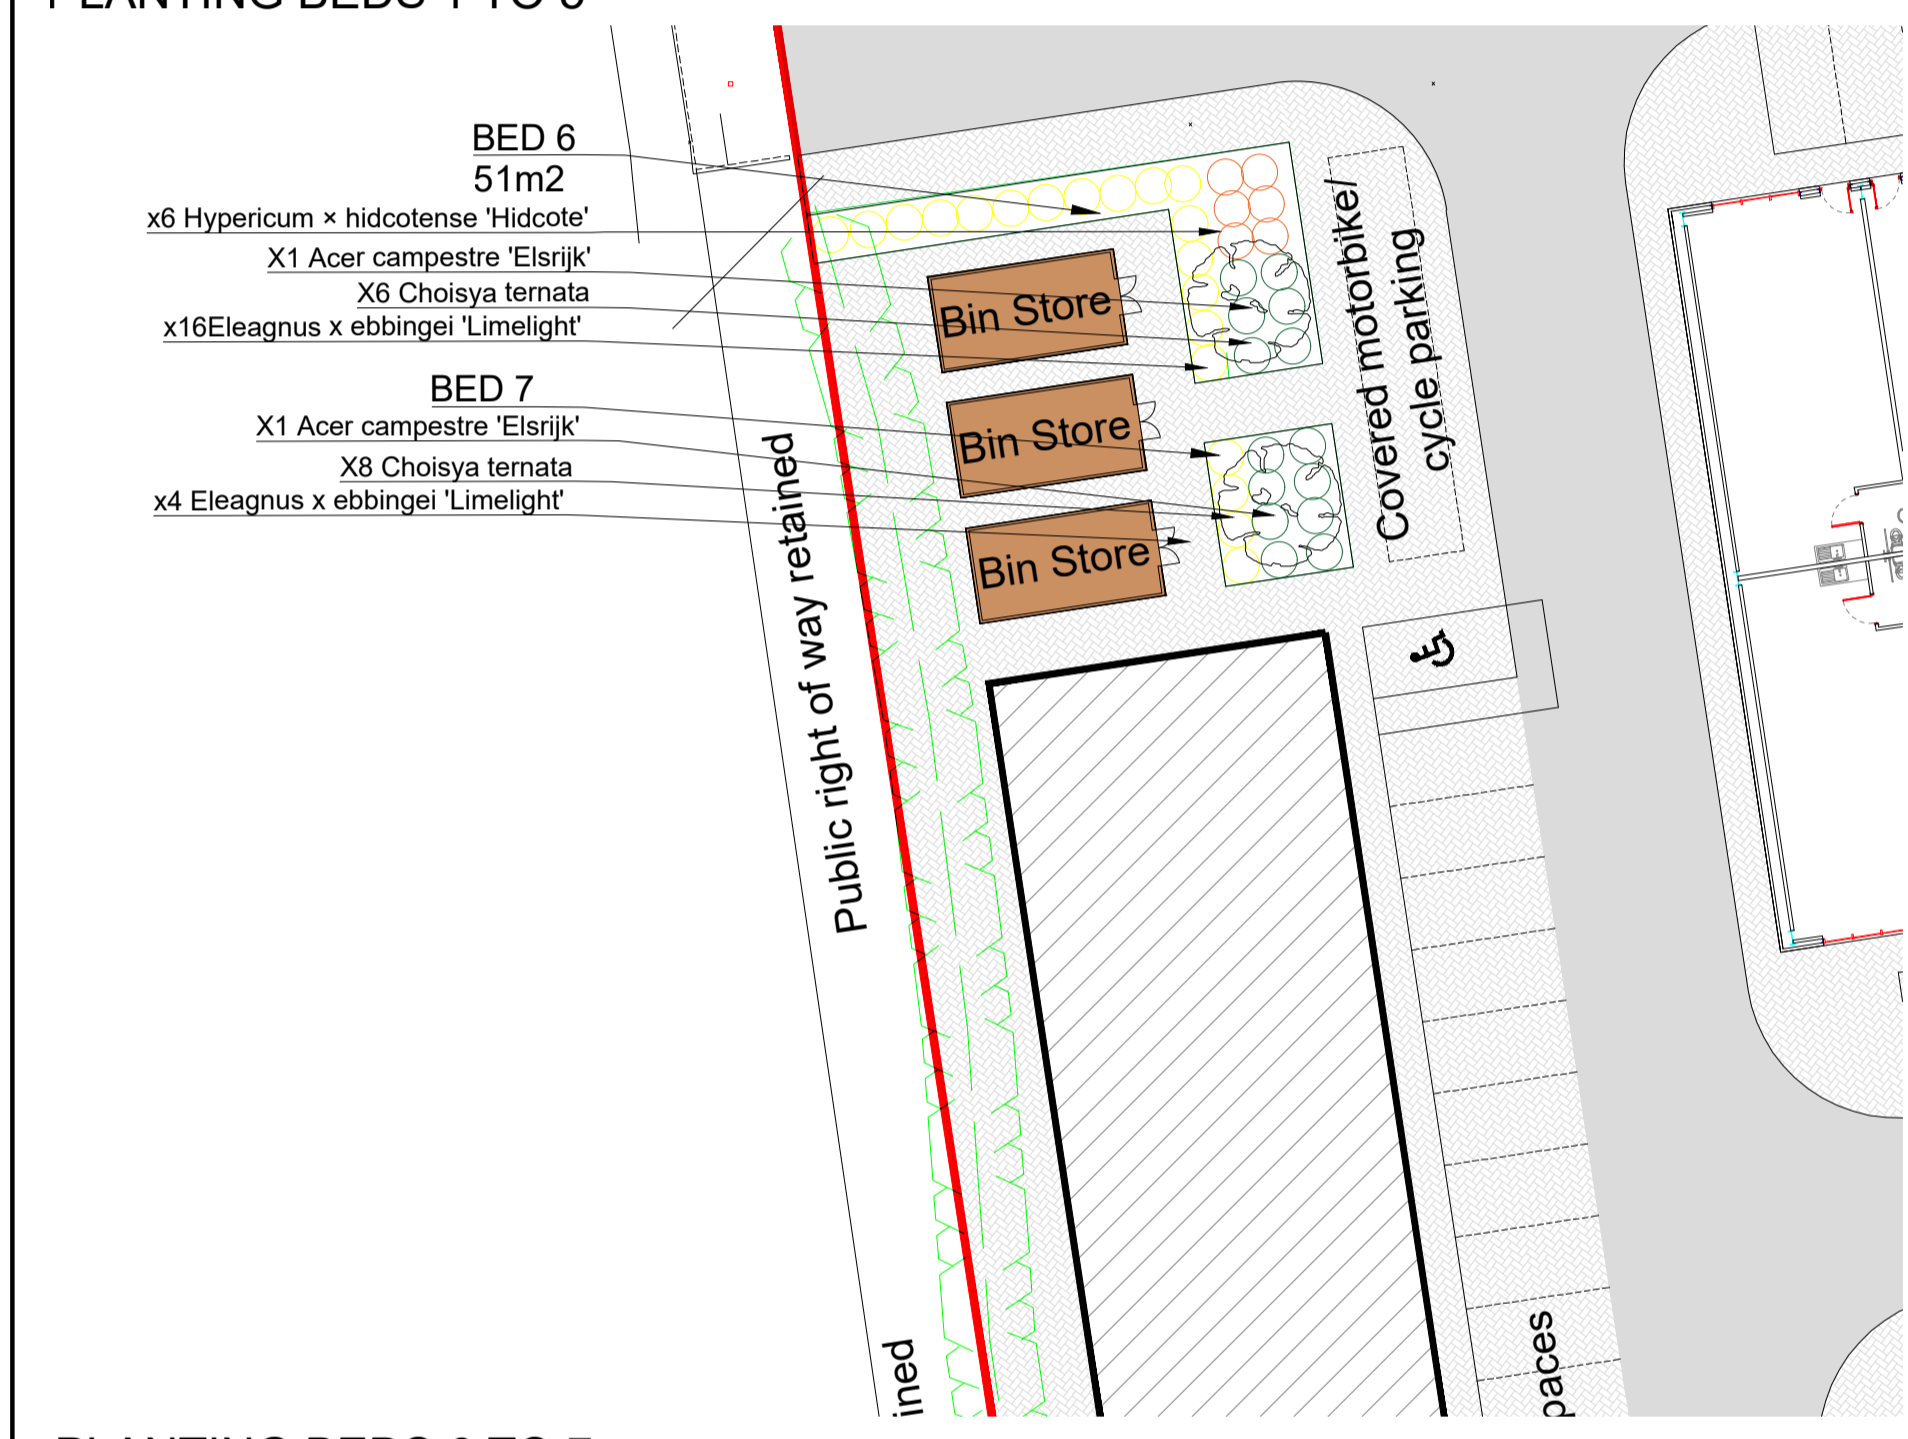 BED 6
51m2
x6 Hypericum × hidcotense 'Hidcote'
X1 Acer campestre 'Elsrijk'
X6 Choisya ternata
x16Eleagnus x ebbingei 'Limelight'
BED 7
X1 Acer campestre 'Elsrijk'
X8 Choisya ternata
x4 Eleagnus x ebbingei 'Limelight'
Bin Store
Bin Store
Bin Store
Covered motorbike/
cycle parking
Public right of way retained
ined
paces